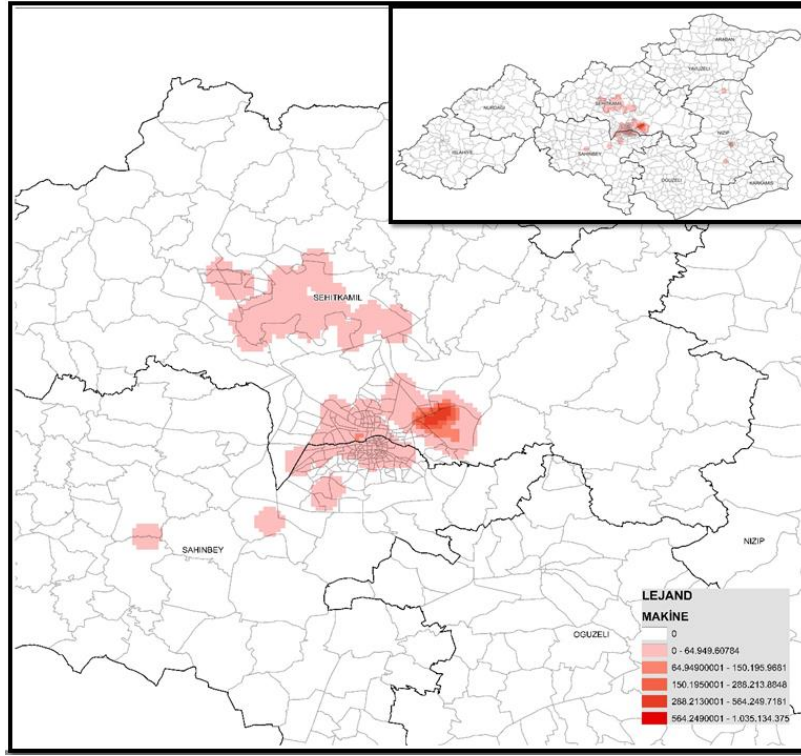 ARABAN
YAVUZELI
NURDAGI
SEHITKAMIL
ISLAHIYE
NIZIP
SAHINBEY
OGUZELI
KARKAMIS
SEHITKAMIL
SAHINBEY
NIZIP
OGUZELI
LEJAND
MAKİNE
0
0 - 64.949.60784
64.94900001 - 150.195.9681
150.1950001 - 288.213.8848
288.2130001 - 564.249.7181
564.2490001 - 1.035.134.375